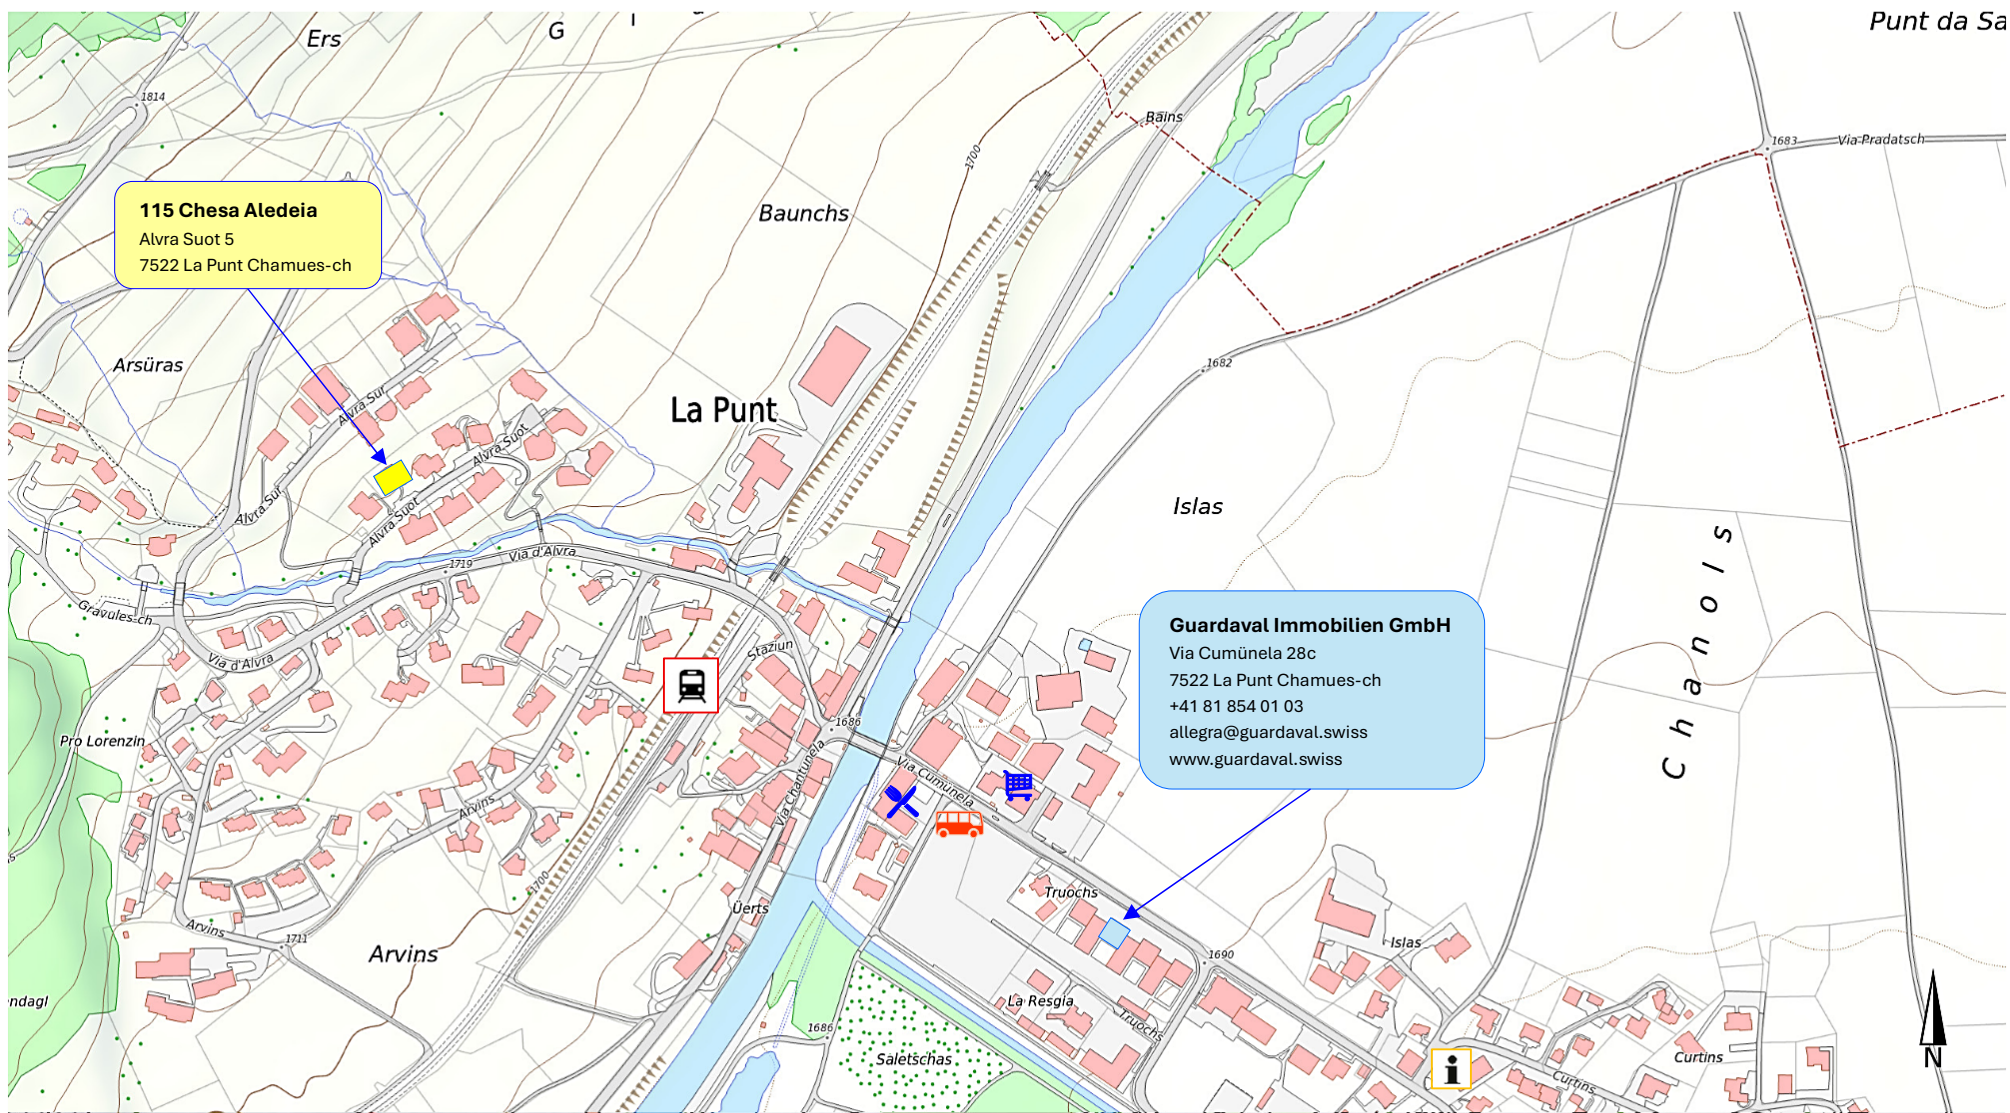 Punt da Sa
Ers
G
1814
Bains
1683
Via Pradatsch
1700
115 Chesa Aledeia
Alvra Suot 5
7522 La Punt Chamues-ch
Baunchs
Arsüras
1682
Alvra Sur
La Punt
Alvra Suot
Alvra Sur
Alvra Suot
Islas
Chanols
Via d'Alvra
1719
Gravules-ch
Via d'Alvra
Staziun
Guardaval Immobilien GmbH
Via Cumünela 28c
7522 La Punt Chamues-ch
+41 81 854 01 03
allegra@guardaval.swiss
www.guardaval.swiss
1686
Pro Lorenzin
Via Cumünela
Via Chantunela
Arvins
1700
Truochs
Üerts
Arvins
1711
Arvins
Islas
1690
La Resgia
Truochs
ndagl
1686
Saletschas
Curtins
Curtins
i
N